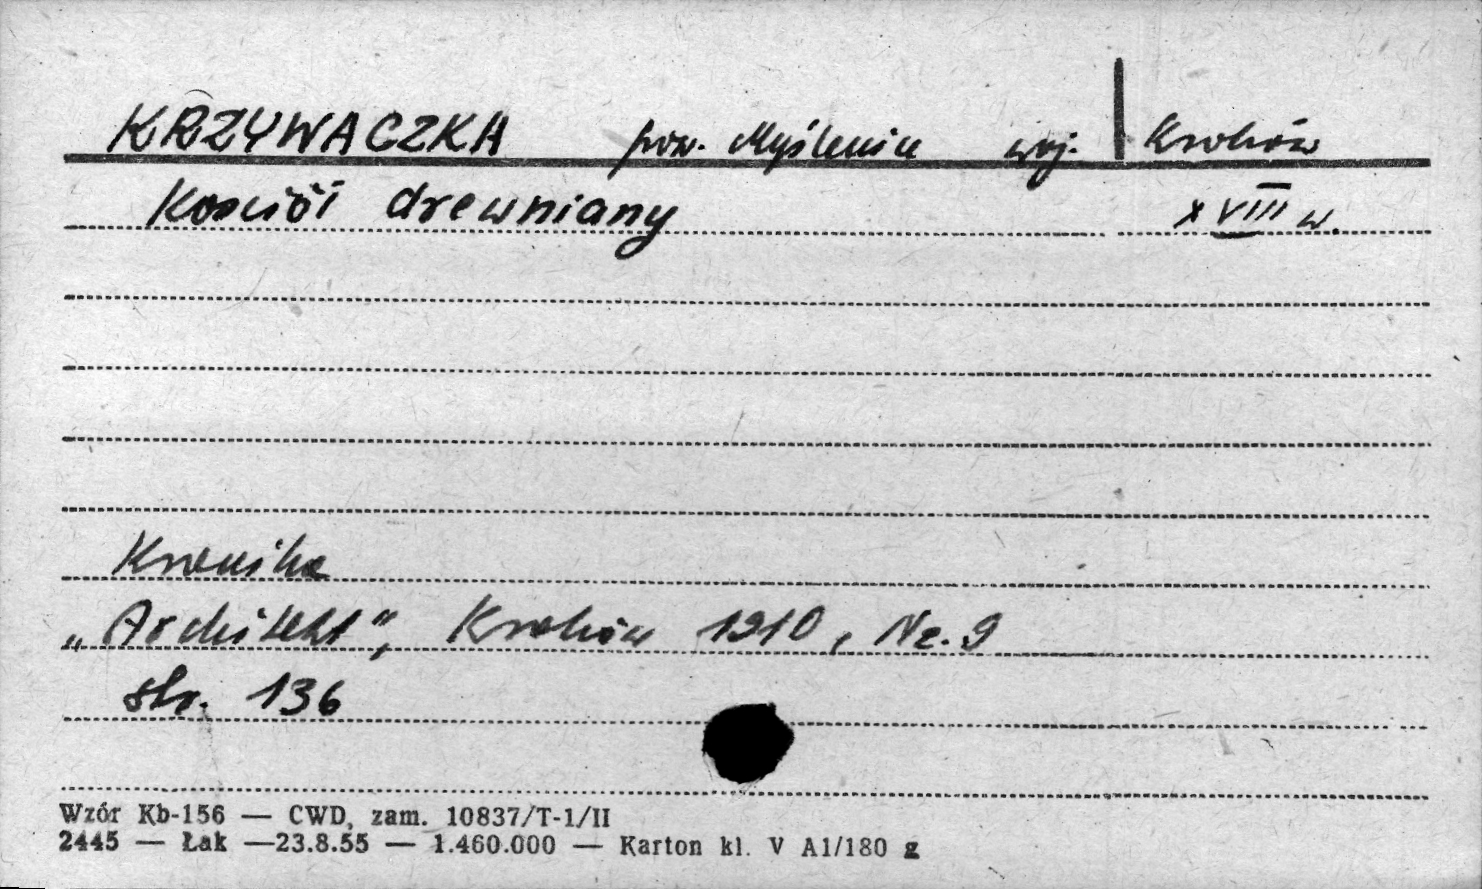 KRZYWACZKA pow. Myślenice woj. Kraków
Kościół drewniany XVIII w.
Kronika
„Architekt”, Kraków 1910, Nr. 9
str. 136
Wzór Kb-156 — CWD, zam. 10837/T-1/II
2445 — Łak —23.8.55 — 1.460.000 — Karton kl. V A1/180 g